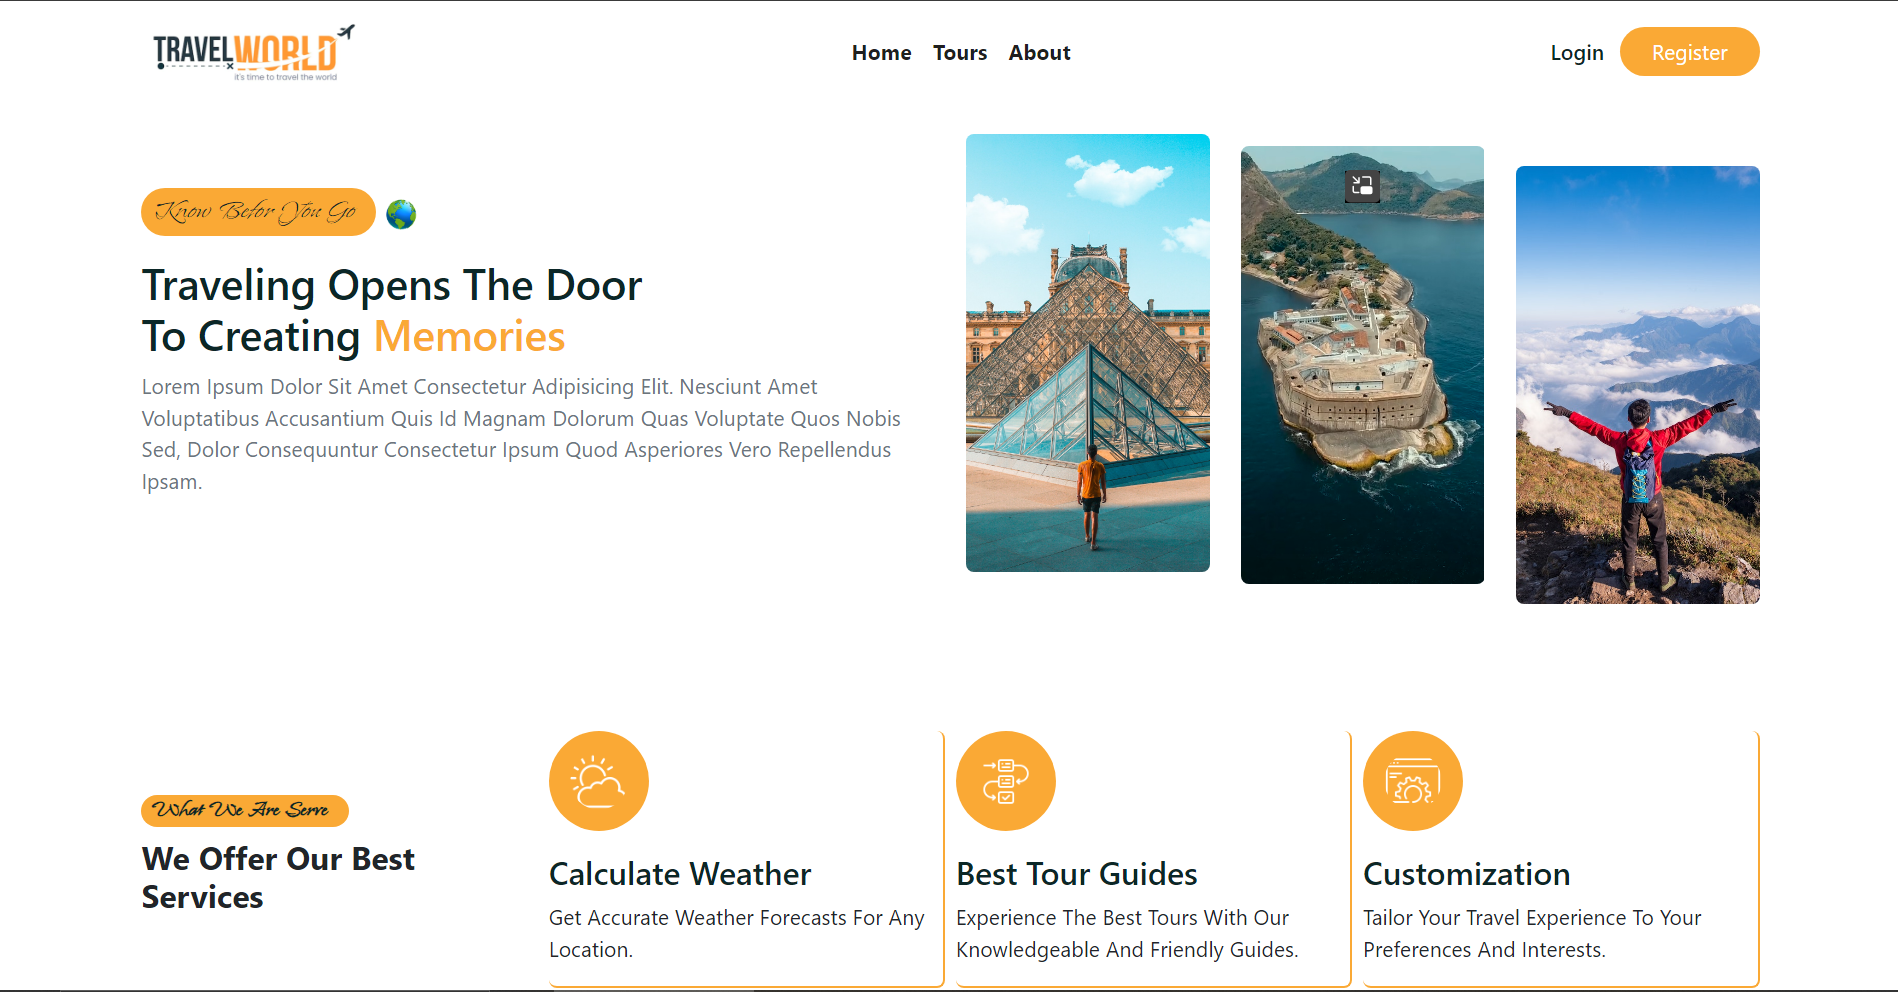 TRAVELWORLD
it's time to travel the world
Home Tours About
Login Register
Know Befor You Go
Traveling Opens The Door
To Creating Memories
Lorem Ipsum Dolor Sit Amet Consectetur Adipisicing Elit. Nesciunt Amet
Voluptatibus Accusantium Quis Id Magnam Dolorum Quas Voluptate Quos Nobis
Sed, Dolor Consequuntur Consectetur Ipsum Quod Asperiores Vero Repellendus
Ipsam.
What We Are Serve
We Offer Our Best
Services
Calculate Weather
Get Accurate Weather Forecasts For Any
Location.
Best Tour Guides
Experience The Best Tours With Our
Knowledgeable And Friendly Guides.
Customization
Tailor Your Travel Experience To Your
Preferences And Interests.